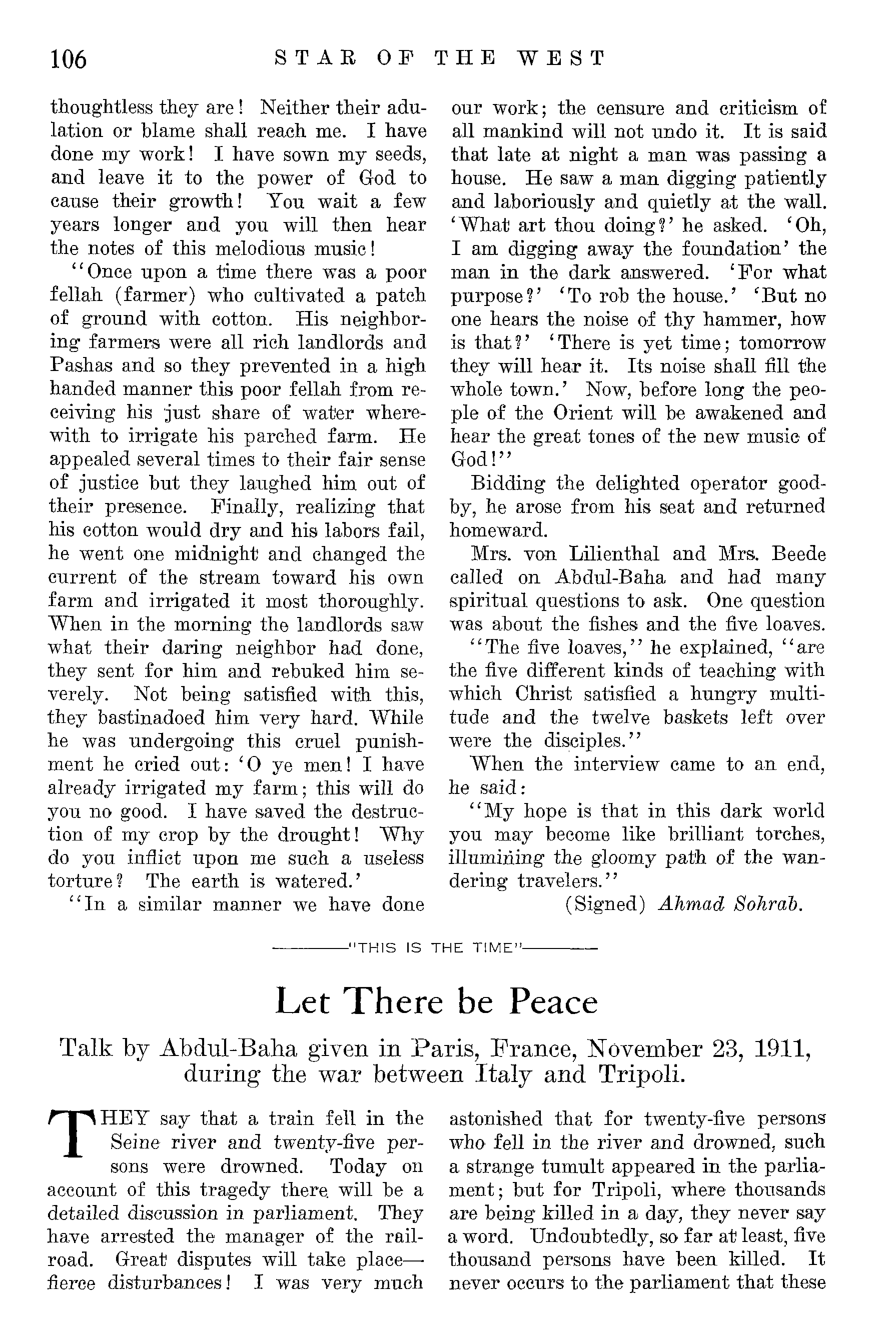 106 STAR OF THE WEST
thoughtless they are! Neither their adu-
lation or blame shall reach me. I have
done my work! I have sown my seeds,
and leave it to the power of God to
cause their growth! You wait a few
years longer and you will then hear
the notes of this melodious music!
"Once upon a time there was a poor
fellah (farmer) who cultivated a patch
of ground with cotton. His neighbor-
ing farmers were all rich landlords and
Pashas and so they prevented in a high
handed manner this poor fellah from re-
ceiving his just share of water where-
with to irrigate his parched farm. He
appealed several times to their fair sense
of justice but they laughed him out of
their presence. Finally, realizing that
his cotton would dry and his labors fail,
he went one midnight and changed the
current of the stream toward his own
farm and irrigated it most thoroughly.
When in the morning the landlords saw
what their daring neighbor had done,
they sent for him and rebuked him se-
verely. Not being satisfied with this,
they bastinadoed him very hard. While
he was undergoing this cruel punish-
ment he cried out: 'O ye men! I have
already irrigated my farm; this will do
you no good. I have saved the destruc-
tion of my crop by the drought! Why
do you inflict upon me such a useless
torture? The earth is watered.'
"In a similar manner we have done
our work; the censure and criticism of
all mankind will not undo it. It is said
that late at night a man was passing a
house. He saw a man digging patiently
and laboriously and quietly at the wall.
'What art thou doing?' he asked. 'Oh,
I am digging away the foundation' the
man in the dark answered. 'For what
purpose?' 'To rob the house.' 'But no
one hears the noise of thy hammer, how
is that?' 'There is yet time; tomorrow
they will hear it. Its noise shall fill the
whole town.' Now, before long the peo-
ple of the Orient will be awakened and
hear the great tones of the new music of
God!"
Bidding the delighted operator good-
by, he arose from his seat and returned
homeward.
Mrs. von Lilienthal and Mrs. Beede
called on Abdul-Baha and had many
spiritual questions to ask. One question
was about the fishes and the five loaves.
"The five loaves," he explained, "are
the five different kinds of teaching with
which Christ satisfied a hungry multi-
tude and the twelve baskets left over
were the disciples."
When the interview came to an end,
he said:
"My hope is that in this dark world
you may become like brilliant torches,
illumining the gloomy path of the wan-
dering travelers."
(Signed) Ahmad Sohrab.
"THIS IS THE TIME"
Let There be Peace
Talk by Abdul-Baha given in Paris, France, November 23, 1911,
during the war between Italy and Tripoli.
THEY say that a train fell in the
Seine river and twenty-five per-
sons were drowned. Today on
account of this tragedy there will be a
detailed discussion in parliament. They
have arrested the manager of the rail-
road. Great disputes will take place—
fierce disturbances! I was very much
astonished that for twenty-five persons
who fell in the river and drowned, such
a strange tumult appeared in the parlia-
ment; but for Tripoli, where thousands
are being killed in a day, they never say
a word. Undoubtedly, so far at least, five
thousand persons have been killed. It
never occurs to the parliament that these